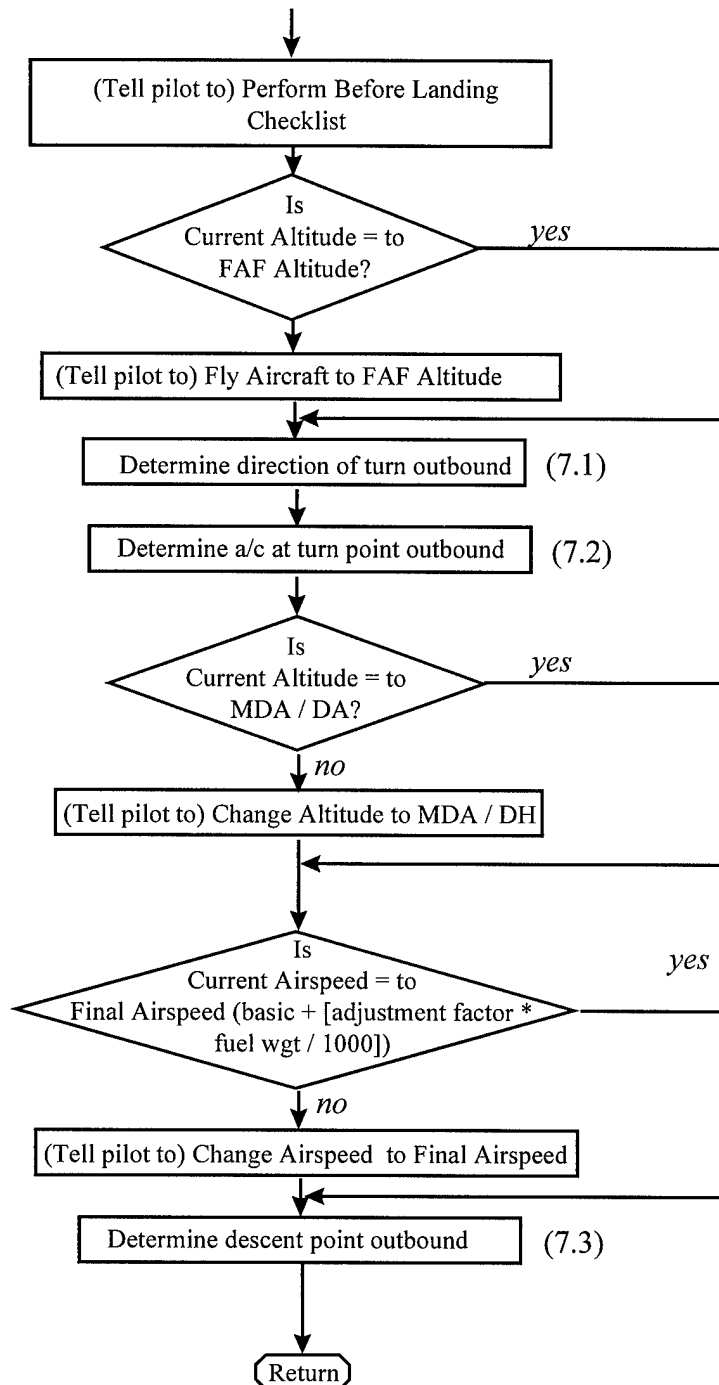 (Tell pilot to) Perform Before Landing
Checklist
Is
Current Altitude = to
FAF Altitude?
yes
(Tell pilot to) Fly Aircraft to FAF Altitude
Determine direction of turn outbound
(7.1)
Determine a/c at turn point outbound
(7.2)
Is
Current Altitude = to
MDA / DA?
yes
no
(Tell pilot to) Change Altitude to MDA / DH
Is
Current Airspeed = to
Final Airspeed (basic + [adjustment factor *
fuel wgt / 1000])
yes
no
(Tell pilot to) Change Airspeed to Final Airspeed
Determine descent point outbound
(7.3)
Return